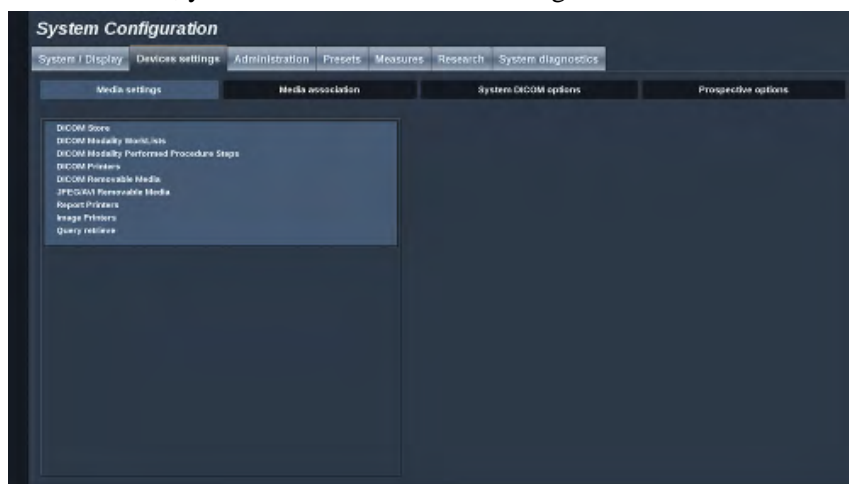 System Configuration
System / Display Devices settings Administration Presets Measures Research System diagnostics
Media settings Media association System DICOM options Prospective options
DICOM Store
DICOM Modality WorkLists
DICOM Modality Performed Procedure Steps
DICOM Printers
DICOM Removable Media
JPEG/AVI Removable Media
Report Printers
Image Printers
Query retrieve